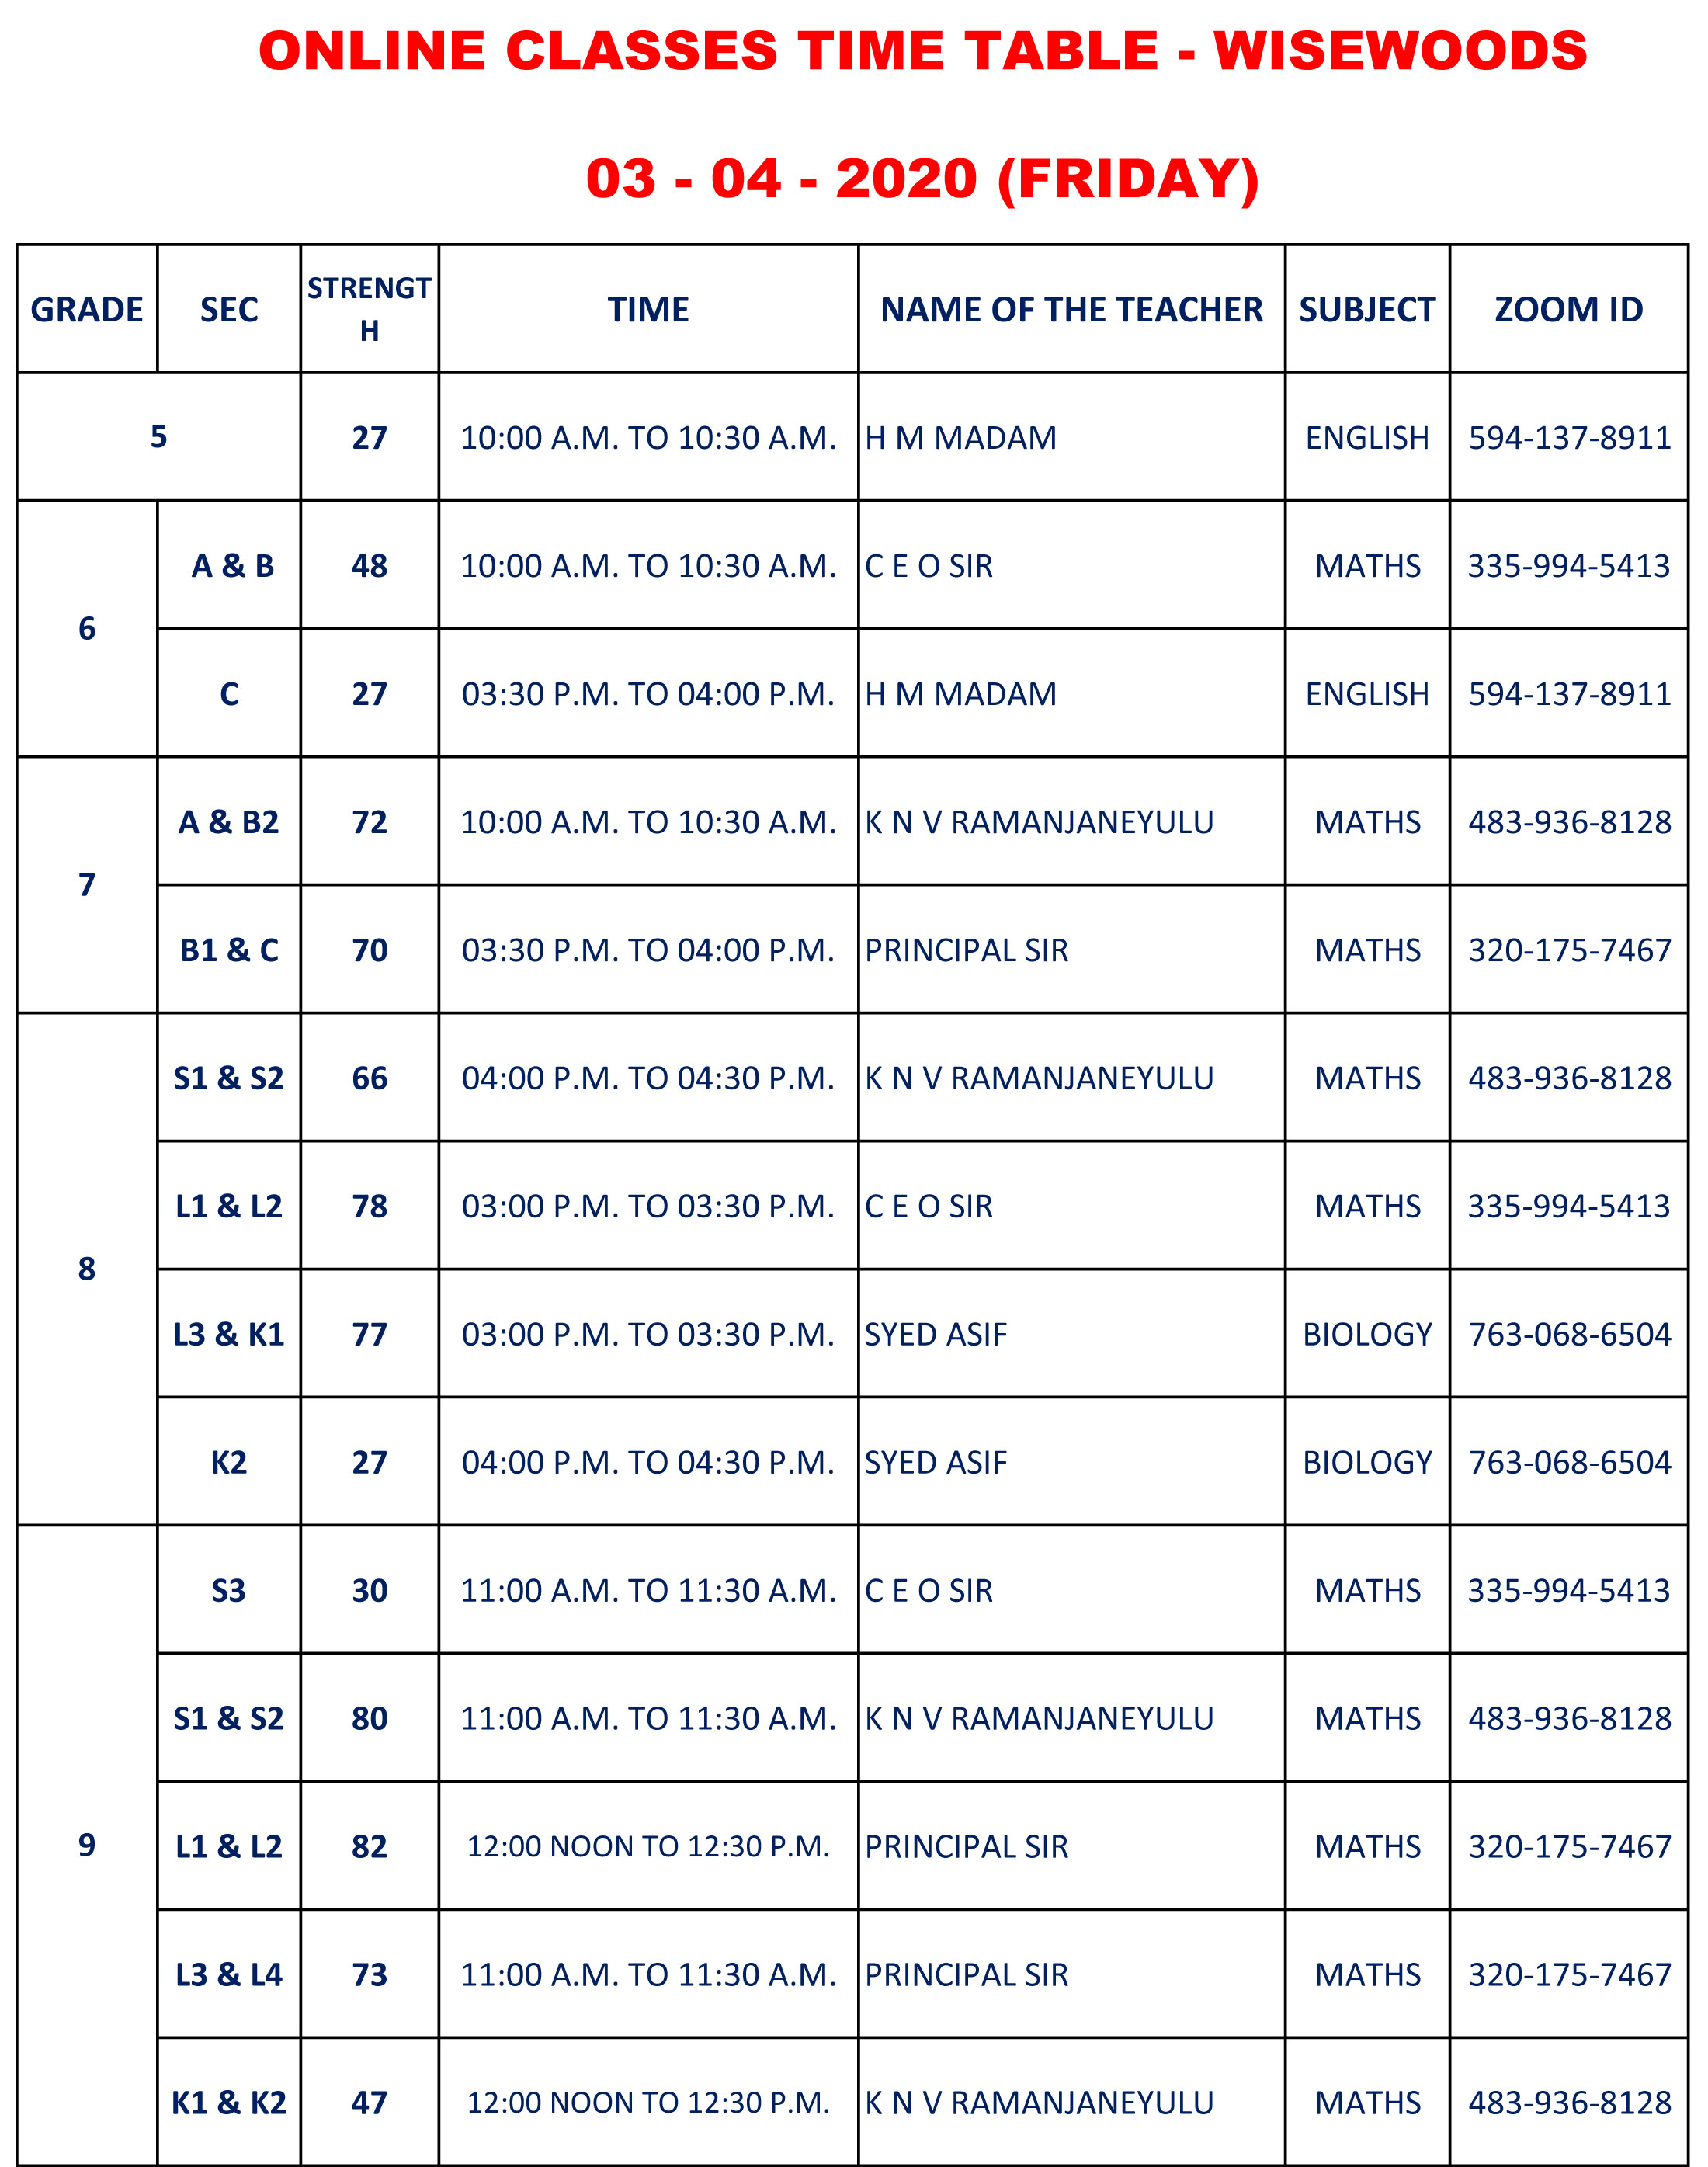 ONLINE CLASSES TIME TABLE - WISEWOODS
03 - 04 - 2020 (FRIDAY)
GRADE SEC STRENGT H TIME NAME OF THE TEACHER SUBJECT ZOOM ID
5 27 10:00 A.M. TO 10:30 A.M. H M MADAM ENGLISH 594-137-8911
6 A & B 48 10:00 A.M. TO 10:30 A.M. C E O SIR MATHS 335-994-5413
C 27 03:30 P.M. TO 04:00 P.M. H M MADAM ENGLISH 594-137-8911
7 A & B2 72 10:00 A.M. TO 10:30 A.M. K N V RAMANJANEYULU MATHS 483-936-8128
B1 & C 70 03:30 P.M. TO 04:00 P.M. PRINCIPAL SIR MATHS 320-175-7467
8 S1 & S2 66 04:00 P.M. TO 04:30 P.M. K N V RAMANJANEYULU MATHS 483-936-8128
L1 & L2 78 03:00 P.M. TO 03:30 P.M. C E O SIR MATHS 335-994-5413
L3 & K1 77 03:00 P.M. TO 03:30 P.M. SYED ASIF BIOLOGY 763-068-6504
K2 27 04:00 P.M. TO 04:30 P.M. SYED ASIF BIOLOGY 763-068-6504
9 S3 30 11:00 A.M. TO 11:30 A.M. C E O SIR MATHS 335-994-5413
S1 & S2 80 11:00 A.M. TO 11:30 A.M. K N V RAMANJANEYULU MATHS 483-936-8128
L1 & L2 82 12:00 NOON TO 12:30 P.M. PRINCIPAL SIR MATHS 320-175-7467
L3 & L4 73 11:00 A.M. TO 11:30 A.M. PRINCIPAL SIR MATHS 320-175-7467
K1 & K2 47 12:00 NOON TO 12:30 P.M. K N V RAMANJANEYULU MATHS 483-936-8128